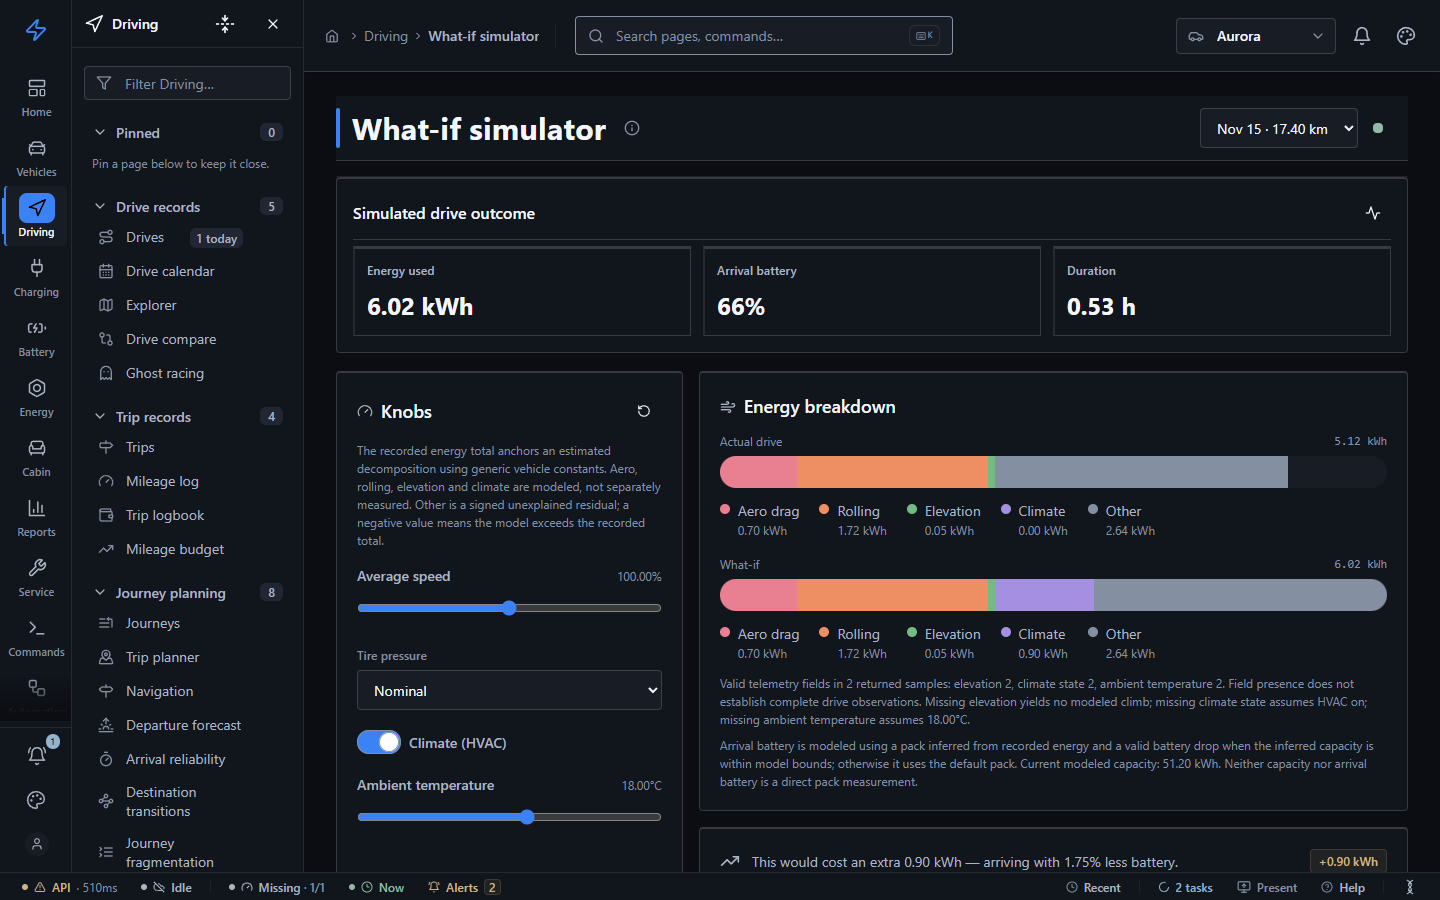 Home
Vehicles
Driving
Charging
Battery
Energy
Cabin
Reports
Service
Commands
1
Driving
Filter Driving...
Pinned 0
Pin a page below to keep it close.
Drive records 5
Drives 1 today
Drive calendar
Explorer
Drive compare
Ghost racing
Trip records 4
Trips
Mileage log
Trip logbook
Mileage budget
Journey planning 8
Journeys
Trip planner
Navigation
Departure forecast
Arrival reliability
Destination
transitions
Journey
fragmentation
Driving What-if simulator
Search pages, commands... K
Aurora
What-if simulator
Nov 15 · 17.40 km
Simulated drive outcome
Energy used
6.02 kWh
Arrival battery
66%
Duration
0.53 h
Knobs
The recorded energy total anchors an estimated
decomposition using generic vehicle constants. Aero,
rolling, elevation and climate are modeled, not separately
measured. Other is a signed unexplained residual; a
negative value means the model exceeds the recorded
total.
Average speed 100.00%
Tire pressure
Nominal
Climate (HVAC)
Ambient temperature 18.00°C
Energy breakdown
Actual drive 5.12 kWh
Aero drag Rolling Elevation Climate Other
0.70 kWh 1.72 kWh 0.05 kWh 0.00 kWh 2.64 kWh
What-if 6.02 kWh
Aero drag Rolling Elevation Climate Other
0.70 kWh 1.72 kWh 0.05 kWh 0.90 kWh 2.64 kWh
Valid telemetry fields in 2 returned samples: elevation 2, climate state 2, ambient temperature 2. Field presence does not
establish complete drive observations. Missing elevation yields no modeled climb; missing climate state assumes HVAC on;
missing ambient temperature assumes 18.00°C.
Arrival battery is modeled using a pack inferred from recorded energy and a valid battery drop when the inferred capacity is
within model bounds; otherwise it uses the default pack. Current modeled capacity: 51.20 kWh. Neither capacity nor arrival
battery is a direct pack measurement.
This would cost an extra 0.90 kWh — arriving with 1.75% less battery. +0.90 kWh
API · 510ms Idle Missing · 1/1 Now Alerts 2 Recent 2 tasks Present Help